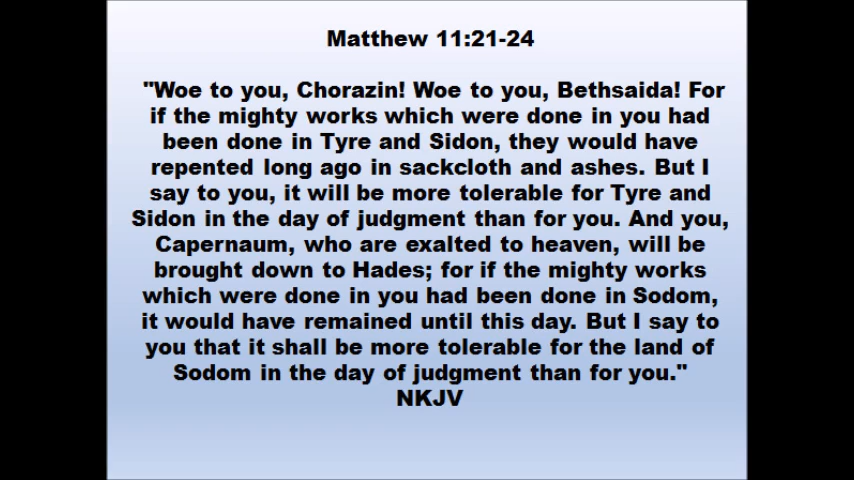 Matthew 11:21-24
"Woe to you, Chorazin! Woe to you, Bethsaida! For
if the mighty works which were done in you had
been done in Tyre and Sidon, they would have
repented long ago in sackcloth and ashes. But I
say to you, it will be more tolerable for Tyre and
Sidon in the day of judgment than for you. And you,
Capernaum, who are exalted to heaven, will be
brought down to Hades; for if the mighty works
which were done in you had been done in Sodom,
it would have remained until this day. But I say to
you that it shall be more tolerable for the land of
Sodom in the day of judgment than for you."
NKJV